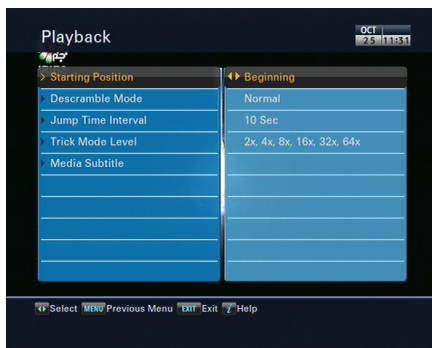 Playback
OCT
25 11:31
> Starting Position Beginning
Descramble Mode Normal
Jump Time Interval 10 Sec
Trick Mode Level 2x, 4x, 8x, 16x, 32x, 64x
Media Subtitle
Select MENU Previous Menu EXIT Exit i Help